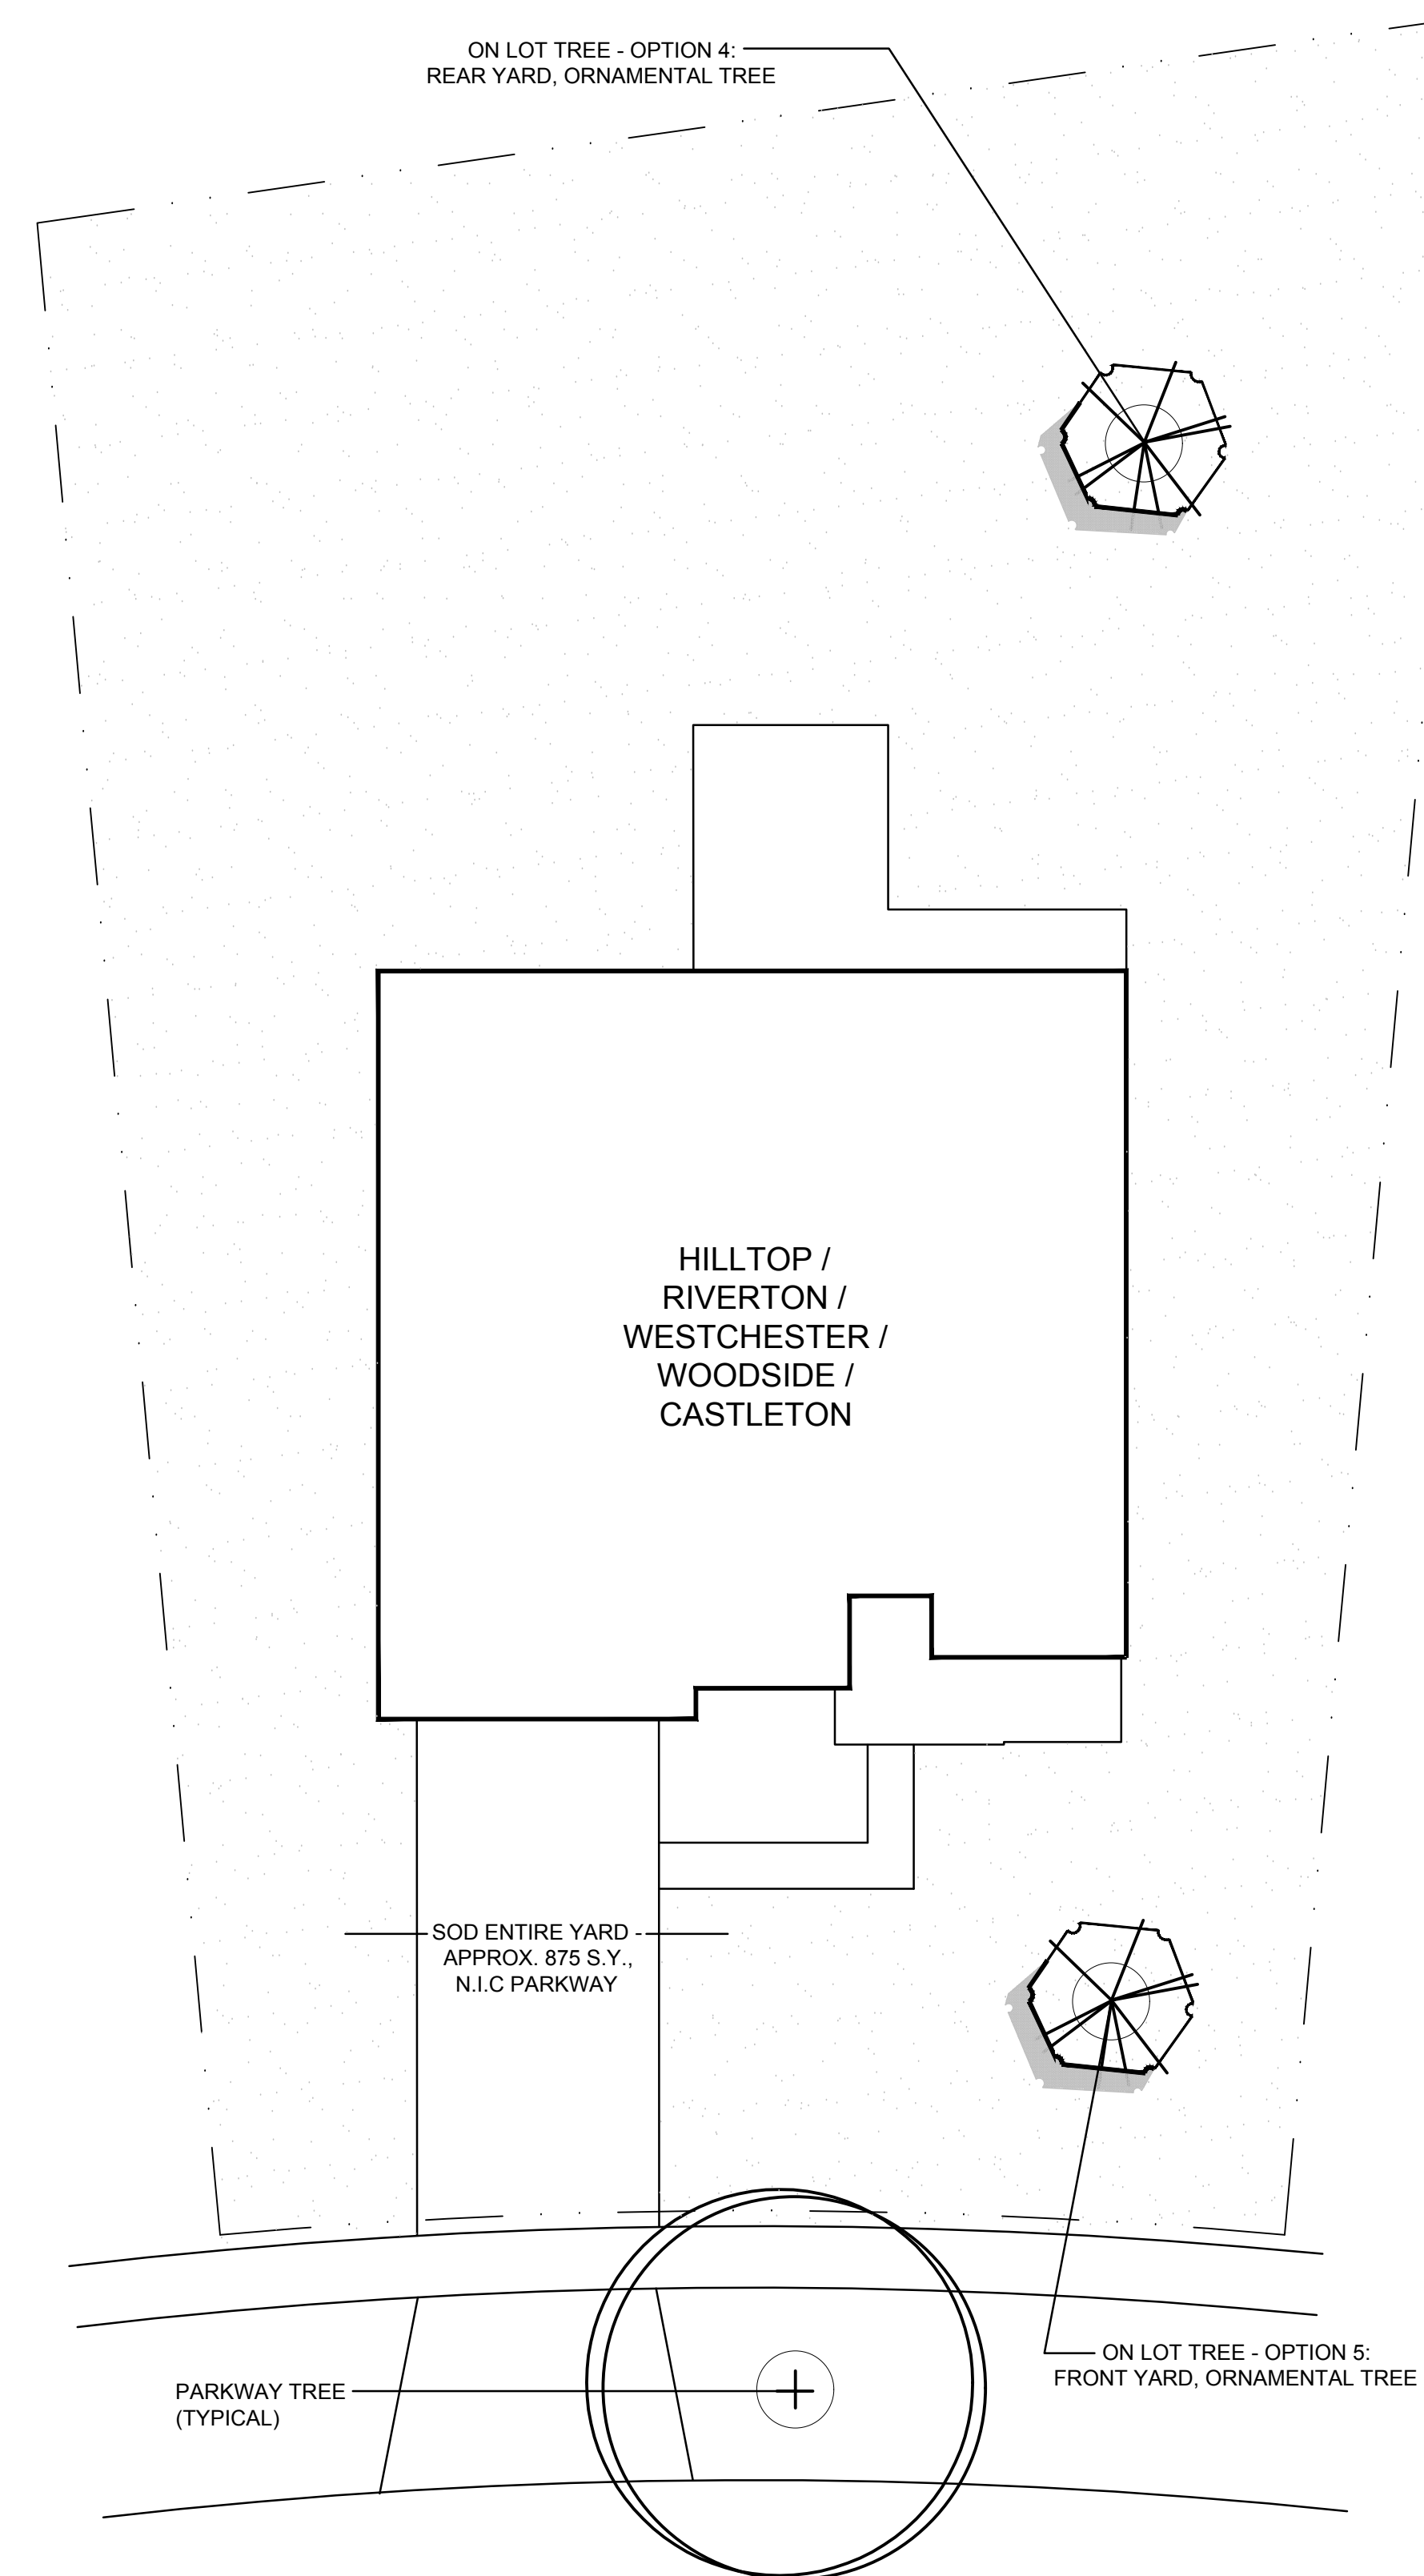 ON LOT TREE - OPTION 4:
REAR YARD, ORNAMENTAL TREE
HILLTOP /
RIVERTON /
WESTCHESTER /
WOODSIDE /
CASTLETON
SOD ENTIRE YARD -
APPROX. 875 S.Y.,
N.I.C PARKWAY
ON LOT TREE - OPTION 5:
FRONT YARD, ORNAMENTAL TREE
PARKWAY TREE
(TYPICAL)